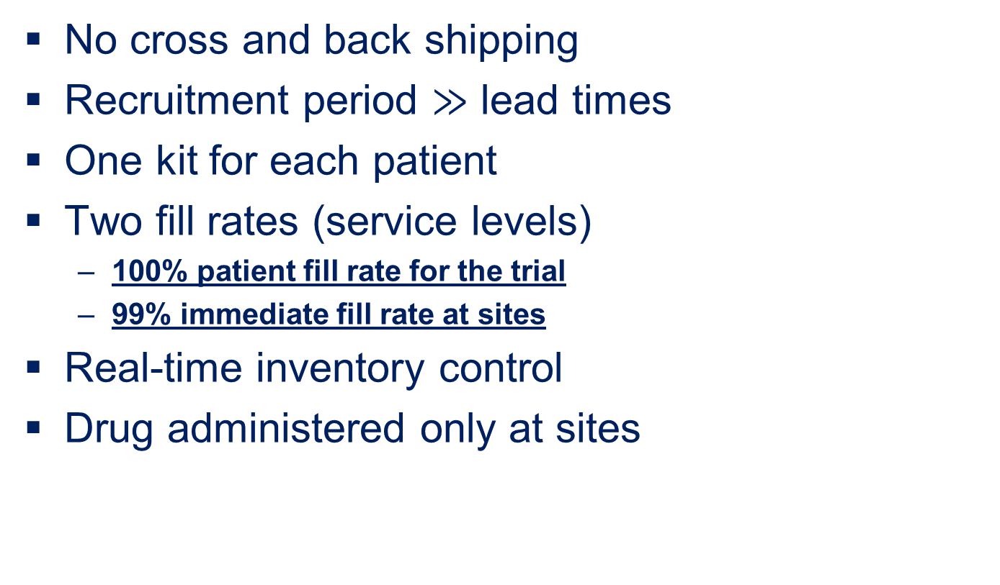 ▪ No cross and back shipping
▪ Recruitment period ≫ lead times
▪ One kit for each patient
▪ Two fill rates (service levels)
– 100% patient fill rate for the trial
– 99% immediate fill rate at sites
▪ Real-time inventory control
▪ Drug administered only at sites